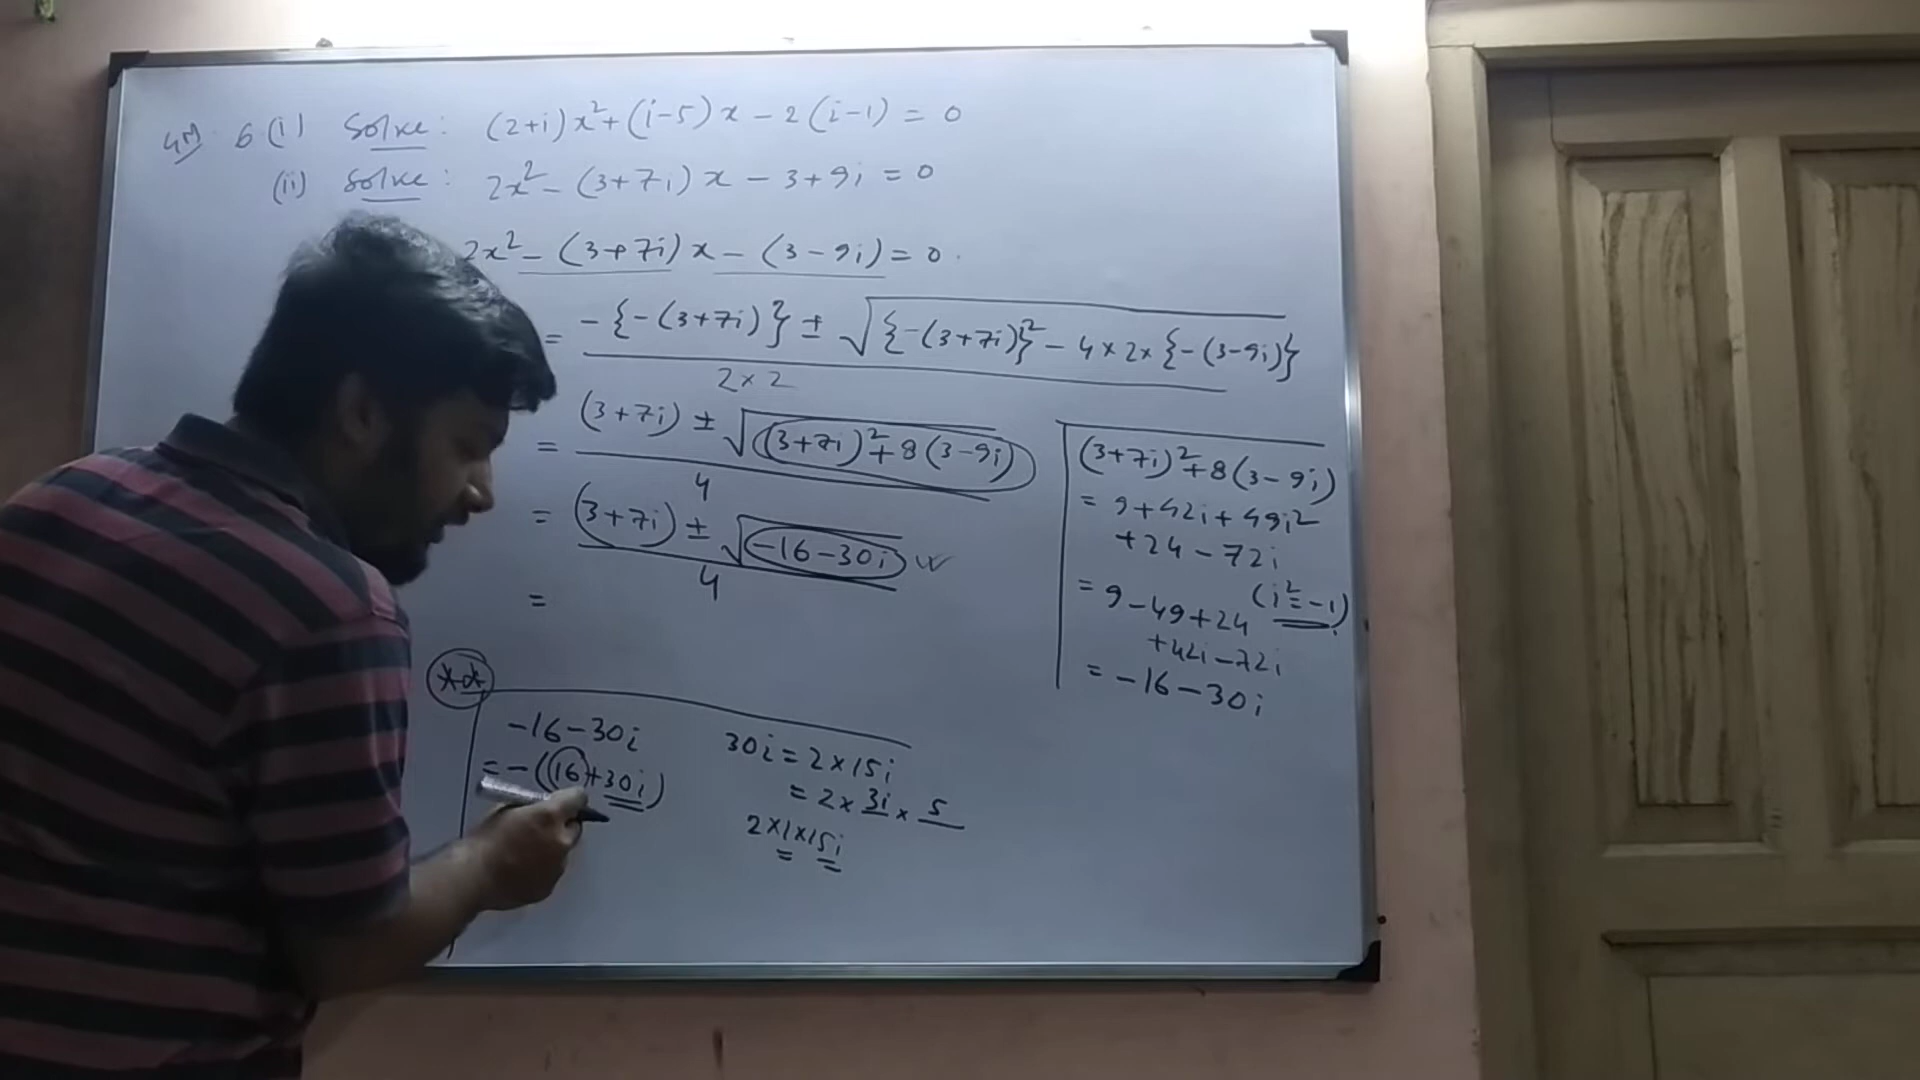 4M 6 (i) Solve: (2+i)x²+(i-5)x-2(i-1)=0
(ii) Solve: 2x²-(3+7i)x-3+9i=0
2x²-(3+7i)x-(3-9i)=0.
= -{-(3+7i)} ± √{-(3+7i)}²-4×2×{-(3-9i)}
2×2
= (3+7i) ± √(3+7i)²+8(3-9i)
4
= (3+7i) ± √-16-30i
4
=
(3+7i)²+8(3-9i)
= 9+42i+49i²
+24-72i
= 9-49+24 (i²=-1)
+42i-72i
= -16-30i
-16-30i
= -(16+30i)
30i = 2×15i
= 2×3i×5
2×1×15i